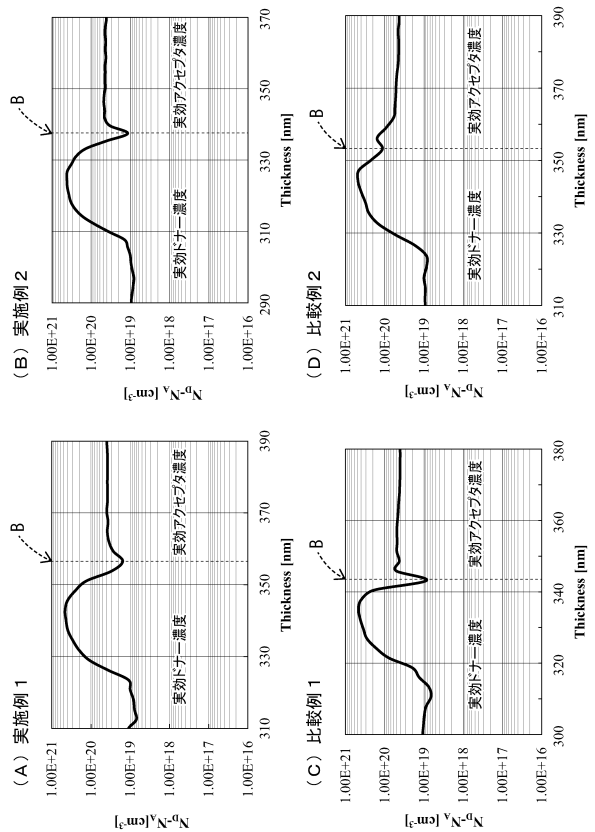 (A) 実施例１
B
1.00E+21
1.00E+20
1.00E+19
1.00E+18
1.00E+17
1.00E+16
N_D-N_A[cm^-3]
実効ドナー濃度
実効アクセプタ濃度
310
330
350
370
390
Thickness [nm]
(B) 実施例２
B
1.00E+21
1.00E+20
1.00E+19
1.00E+18
1.00E+17
1.00E+16
N_D-N_A [cm^-3]
実効ドナー濃度
実効アクセプタ濃度
290
310
330
350
370
Thickness [nm]
(C) 比較例１
B
1.00E+21
1.00E+20
1.00E+19
1.00E+18
1.00E+17
1.00E+16
N_D-N_A [cm^-3]
実効ドナー濃度
実効アクセプタ濃度
300
320
340
360
380
Thickness [nm]
(D) 比較例２
B
1.00E+21
1.00E+20
1.00E+19
1.00E+18
1.00E+17
1.00E+16
N_D-N_A [cm^-3]
実効ドナー濃度
実効アクセプタ濃度
310
330
350
370
390
Thickness [nm]